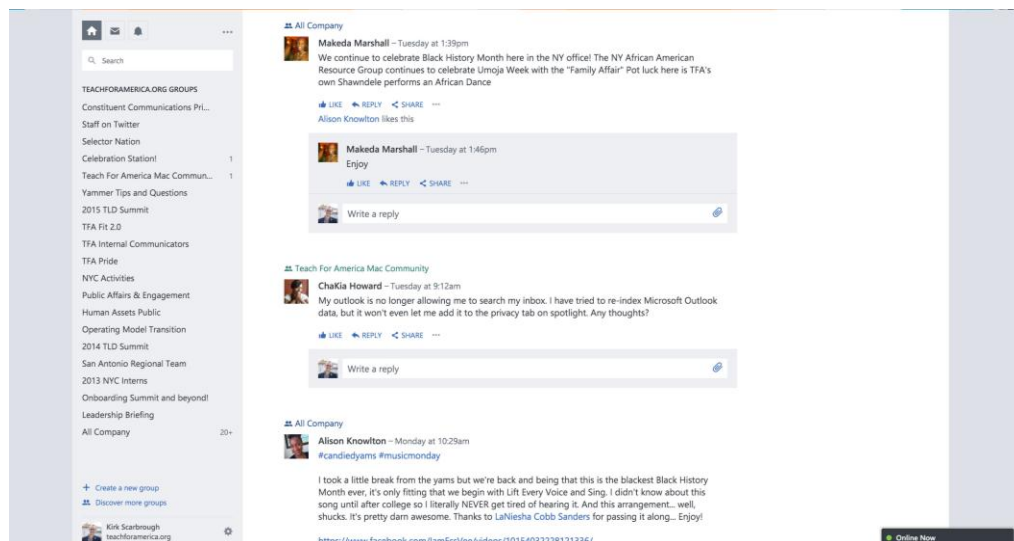 Search
TEACHFORAMERICA.ORG GROUPS
Constituent Communications Pri...
Staff on Twitter
Selector Nation
Celebration Station! 1
Teach For America Mac Commun... 1
Yammer Tips and Questions
2015 TLD Summit
TFA Fit 2.0
TFA Internal Communicators
TFA Pride
NYC Activities
Public Affairs & Engagement
Human Assets Public
Operating Model Transition
2014 TLD Summit
San Antonio Regional Team
2013 NYC Interns
Onboarding Summit and beyond!
Leadership Briefing
All Company 20+
+ Create a new group
Discover more groups
Kirk Scarbrough
teachforamerica.org
All Company
Makeda Marshall – Tuesday at 1:39pm
We continue to celebrate Black History Month here in the NY office! The NY African American
Resource Group continues to celebrate Umoja Week with the "Family Affair" Pot luck here is TFA's
own Shawndele performs an African Dance
LIKE REPLY SHARE ...
Alison Knowlton likes this
Makeda Marshall – Tuesday at 1:46pm
Enjoy
LIKE REPLY SHARE ...
Write a reply
Teach For America Mac Community
ChaKia Howard – Tuesday at 9:12am
My outlook is no longer allowing me to search my inbox. I have tried to re-index Microsoft Outlook
data, but it won't even let me add it to the privacy tab on spotlight. Any thoughts?
LIKE REPLY SHARE ...
Write a reply
All Company
Alison Knowlton – Monday at 10:29am
#candiedyams #musicmonday
I took a little break from the yams but we're back and being that this is the blackest Black History
Month ever, it's only fitting that we begin with Lift Every Voice and Sing. I didn't know about this
song until after college so I literally NEVER get tired of hearing it. And this arrangement... well,
shucks. It's pretty darn awesome. Thanks to LaNiesha Cobb Sanders for passing it along... Enjoy!
Online Now